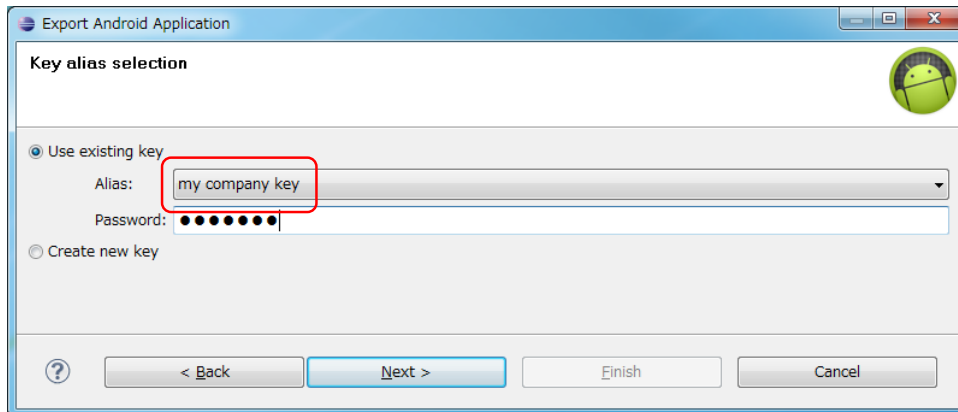 Export Android Application
Key alias selection
Use existing key
Alias: my company key
Password: ●●●●●●●
Create new key
? < Back Next > Finish Cancel